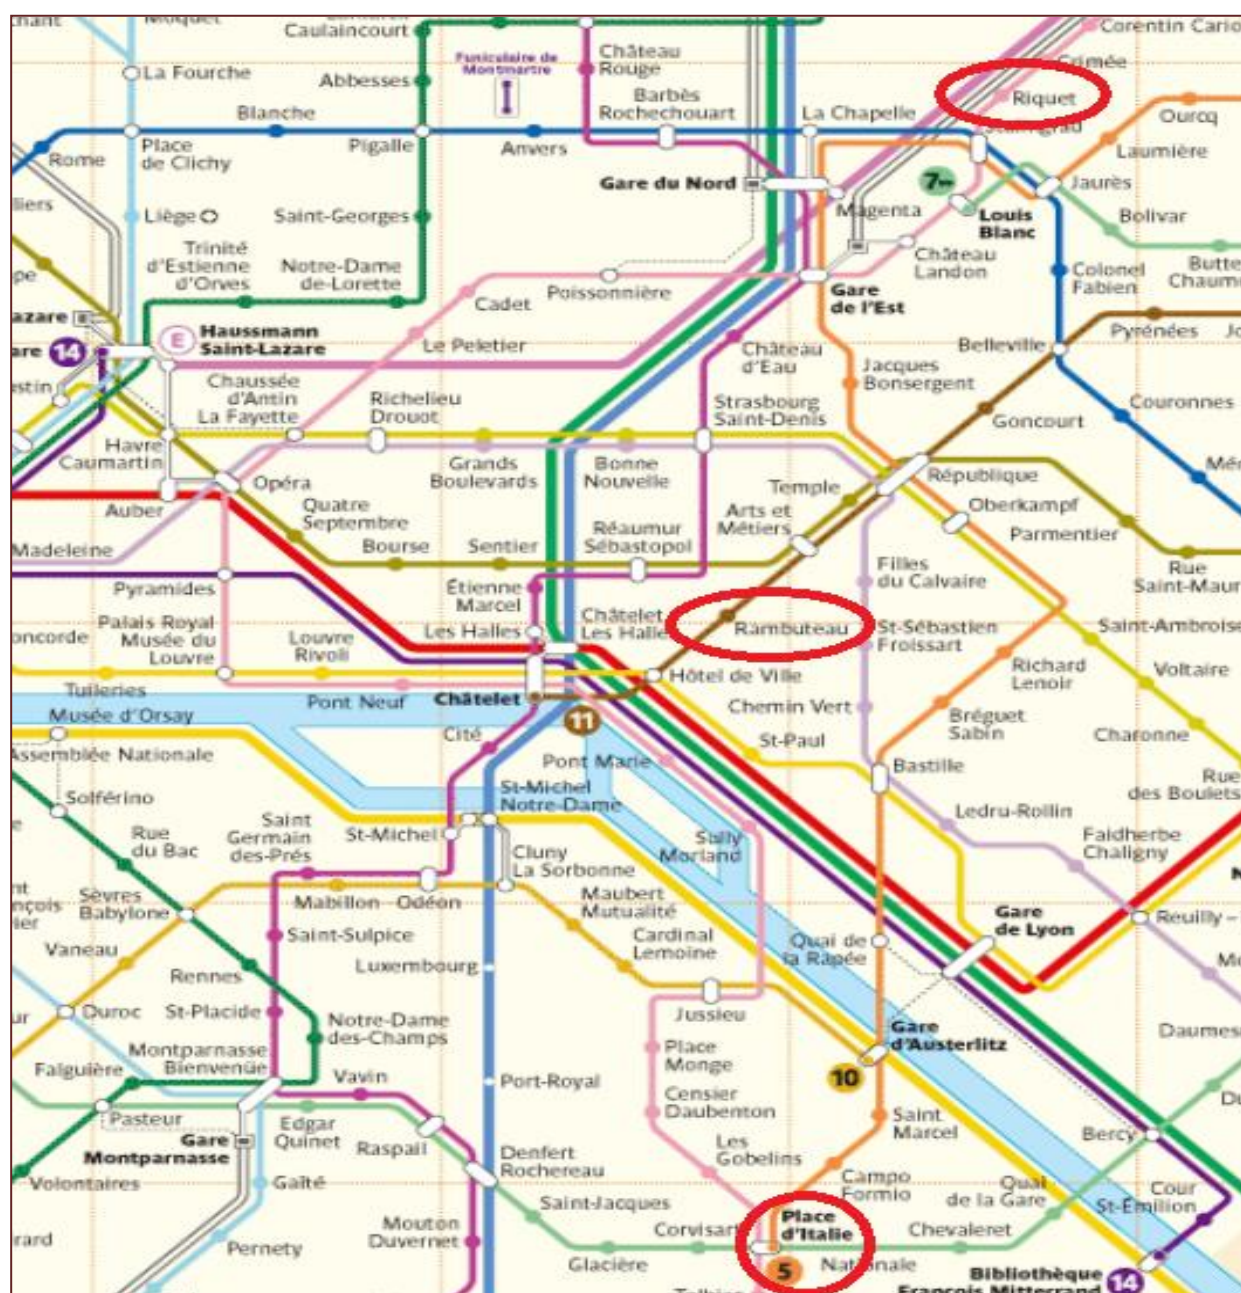 Caulaincourt
Corentin Cario
Château
Rouge
La Fourche
Abbesses
Funiculaire de
Montmartre
Crimée
Riquet
Barbès
Rochechouart
La Chapelle
Ourcq
Blanche
Rome
Place
de Clichy
Pigalle
Anvers
Laumière
Gare du Nord
7bis
Jaurès
Liège
Saint-Georges
Magenta
Louis
Blanc
Bolivar
Trinité
d'Estienne
d'Orves
Notre-Dame
de-Lorette
Château
Landon
Colonel
Fabien
Butte
Chaum
Cadet
Poissonnière
Gare
de l'Est
azare
Haussmann
Saint-Lazare
E
are 14
Le Peletier
Château
d'Eau
Belleville
Pyrénées
Jo
Jacques
Bonsergent
stin
Chaussée
d'Antin
La Fayette
Richelieu
Drouot
Strasbourg
Saint-Denis
Goncourt
Couronnes
Havre
Caumartin
Grands
Boulevards
Bonne
Nouvelle
République
Mén
Auber
Opéra
Temple
Quatre
Septembre
Arts et
Métiers
Oberkampf
Parmentier
Madeleine
Bourse
Sentier
Réaumur
Sébastopol
Filles
du Calvaire
Rue
Saint-Maur
Pyramides
Étienne
Marcel
oncorde
Palais Royal
Musée du
Louvre
Louvre
Rivoli
Les Halles
Châtelet
Les Halle
Rambuteau
St-Sébastien
Froissart
Saint-Ambroise
Richard
Lenoir
Voltaire
Tuileries
Pont Neuf
Châtelet
Hôtel de Ville
Musée d'Orsay
11
Chemin Vert
Bréguet
Sabin
Charonne
Assemblée Nationale
Cité
Pont Marie
St-Paul
Bastille
Rue
des Boulets
Solférino
St-Michel
Notre-Dame
Ledru-Rollin
Rue
du Bac
Saint
Germain
des-Prés
St-Michel
Cluny
La Sorbonne
Sully
Morland
Faidherbe
Chaligny
Sèvres
Babylone
Mabillon
Odéon
Maubert
Mutualité
Gare
de Lyon
Reuilly –
Vaneau
Saint-Sulpice
Cardinal
Lemoine
Quai de
la Rapée
Rennes
Luxembourg
Duroc
St-Placide
Jussieu
Notre-Dame
des-Champs
Gare
d'Austerlitz
Daumes
Falguière
Montparnasse
Bienvenüe
Vavin
Port-Royal
Place
Monge
10
Pasteur
Edgar
Quinet
Censier
Daubenton
Saint
Marcel
Bercy
Gare
Montparnasse
Raspail
Denfert
Rochereau
Les
Gobelins
Volontaires
Gaîté
Saint-Jacques
Campo
Formio
Quai
de la Gare
Cour
St-Émilion
Mouton
Duvernet
Corvisart
Place
d'Italie
Chevaleret
Pernety
Glacière
5
Nationale
Bibliothèque
François Mitterrand
14